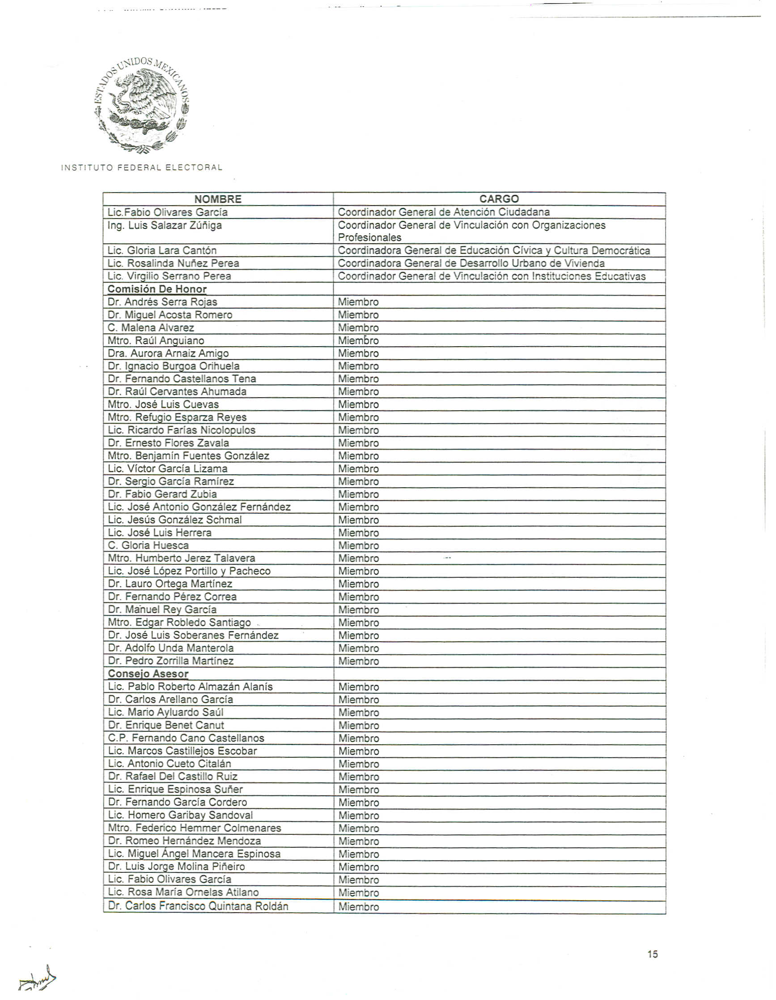 ESTADOS UNIDOS MEXICANOS
INSTITUTO FEDERAL ELECTORAL
NOMBRE CARGO
Lic.Fabio Olivares García Coordinador General de Atención Ciudadana
Ing. Luis Salazar Zúñiga Coordinador General de Vinculación con Organizaciones
Profesionales
Lic. Gloria Lara Cantón Coordinadora General de Educación Cívica y Cultura Democrática
Lic. Rosalinda Nuñez Perea Coordinadora General de Desarrollo Urbano de Vivienda
Lic. Virgilio Serrano Perea Coordinador General de Vinculación con Instituciones Educativas
Comisión De Honor
Dr. Andrés Serra Rojas Miembro
Dr. Miguel Acosta Romero Miembro
C. Malena Alvarez Miembro
Mtro. Raúl Anguiano Miembro
Dra. Aurora Arnaiz Amigo Miembro
Dr. Ignacio Burgoa Orihuela Miembro
Dr. Fernando Castellanos Tena Miembro
Dr. Raúl Cervantes Ahumada Miembro
Mtro. José Luis Cuevas Miembro
Mtro. Refugio Esparza Reyes Miembro
Lic. Ricardo Farías Nicolopulos Miembro
Dr. Ernesto Flores Zavala Miembro
Mtro. Benjamín Fuentes González Miembro
Lic. Víctor García Lizama Miembro
Dr. Sergio García Ramírez Miembro
Dr. Fabio Gerard Zubia Miembro
Lic. José Antonio González Fernández Miembro
Lic. Jesús González Schmal Miembro
Lic. José Luis Herrera Miembro
C. Gloria Huesca Miembro
Mtro. Humberto Jerez Talavera Miembro
Lic. José López Portillo y Pacheco Miembro
Dr. Lauro Ortega Martínez Miembro
Dr. Fernando Pérez Correa Miembro
Dr. Manuel Rey García Miembro
Mtro. Edgar Robledo Santiago Miembro
Dr. José Luis Soberanes Fernández Miembro
Dr. Adolfo Unda Manterola Miembro
Dr. Pedro Zorrilla Martínez Miembro
Consejo Asesor
Lic. Pablo Roberto Almazán Alanís Miembro
Dr. Carlos Arellano García Miembro
Lic. Mario Ayluardo Saúl Miembro
Dr. Enrique Benet Canut Miembro
C.P. Fernando Cano Castellanos Miembro
Lic. Marcos Castillejos Escobar Miembro
Lic. Antonio Cueto Citalán Miembro
Dr. Rafael Del Castillo Ruiz Miembro
Lic. Enrique Espinosa Suñer Miembro
Dr. Fernando García Cordero Miembro
Lic. Homero Garibay Sandoval Miembro
Mtro. Federico Hemmer Colmenares Miembro
Dr. Romeo Hernández Mendoza Miembro
Lic. Miguel Ángel Mancera Espinosa Miembro
Dr. Luis Jorge Molina Piñeiro Miembro
Lic. Fabio Olivares García Miembro
Lic. Rosa María Ornelas Atilano Miembro
Dr. Carlos Francisco Quintana Roldán Miembro
15